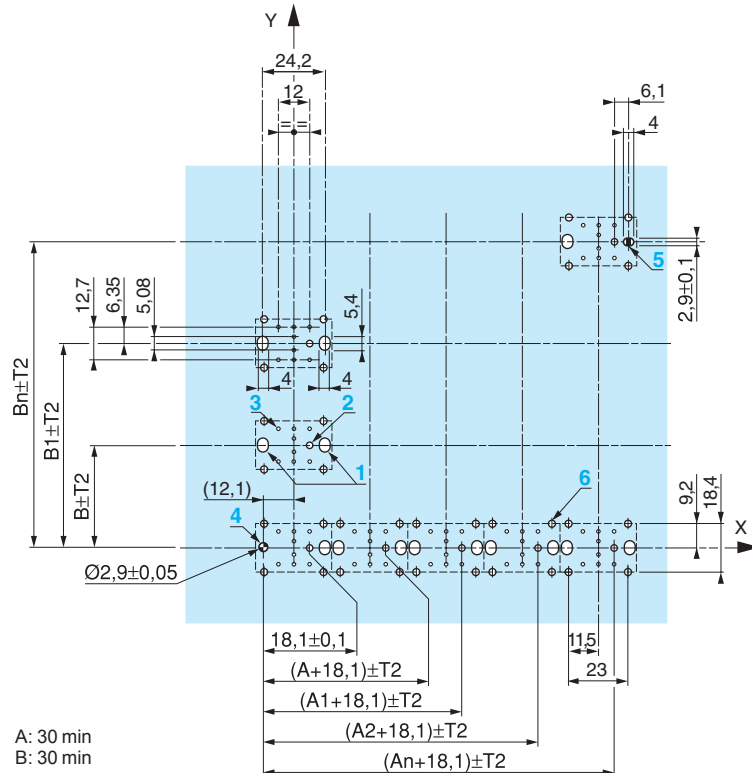 Y
24,2
12
= =
6,1
4
5
2,9±0,1
12,7
6,35
5,08
5,4
4
4
3
2
1
Bn±T2
B1±T2
B±T2
(12,1)
4
6
9,2
18,4
X
Ø2,9±0,05
18,1±0,1
11,5
(A+18,1)±T2
23
(A1+18,1)±T2
(A2+18,1)±T2
(An+18,1)±T2
A: 30 min
B: 30 min